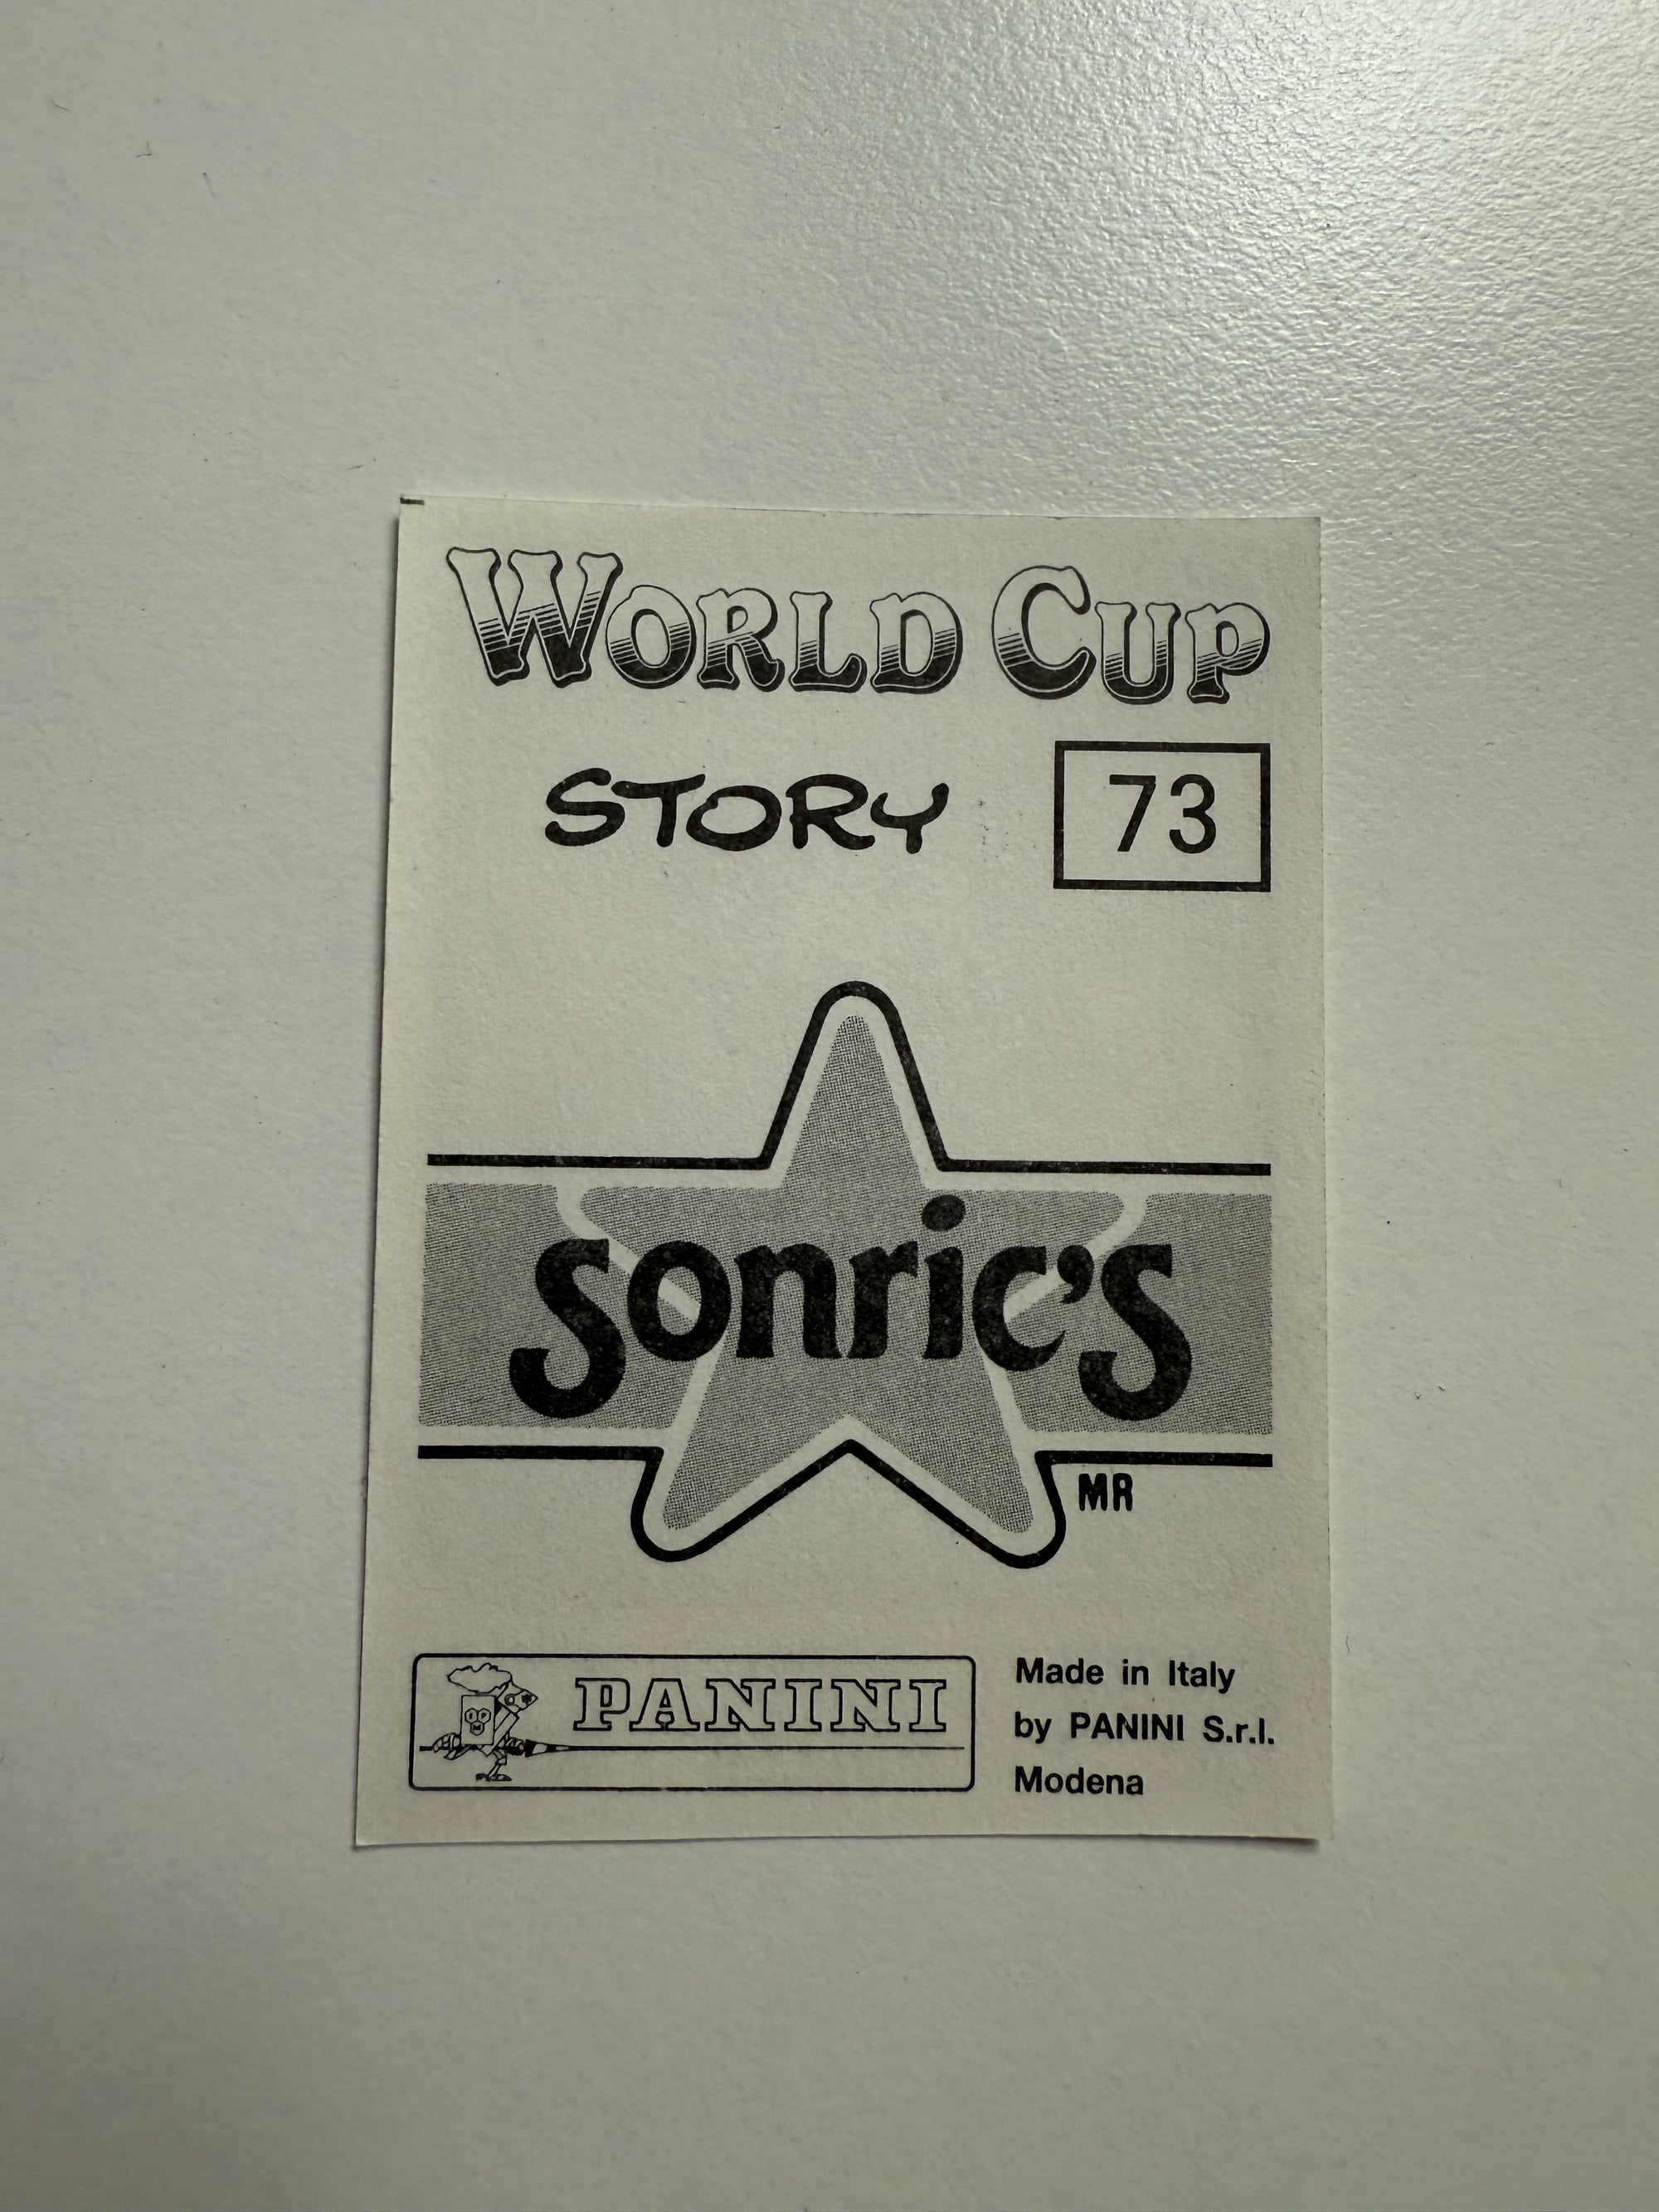 WORLD CUP
STORY 73
sonric's
MR
PANINI
Made in Italy
by PANINI S.r.l.
Modena